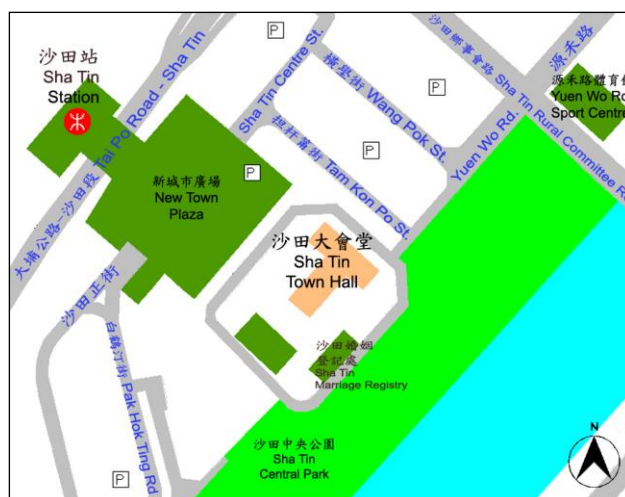 沙田站
Sha Tin
Station
大埔公路-沙田段 Tai Po Road - Sha Tin
新城市廣場
New Town
Plaza
Sha Tin Centre St.
橫壆街 Wang Pok St.
拉杆窩街 Tam Kon Po St.
Yuen Wo Rd.
源禾路
沙田鄉事會路 Sha Tin Rural Committee R
源禾路體育
Yuen Wo R
Sport Centre
沙田大會堂
Sha Tin
Town Hall
沙田婚姻
登記處
Sha Tin
Marriage Registry
沙田正街
白鶴汀街 Pak Hok Ting Rd
沙田中央公園
Sha Tin
Central Park
P
P
P
P
P
N